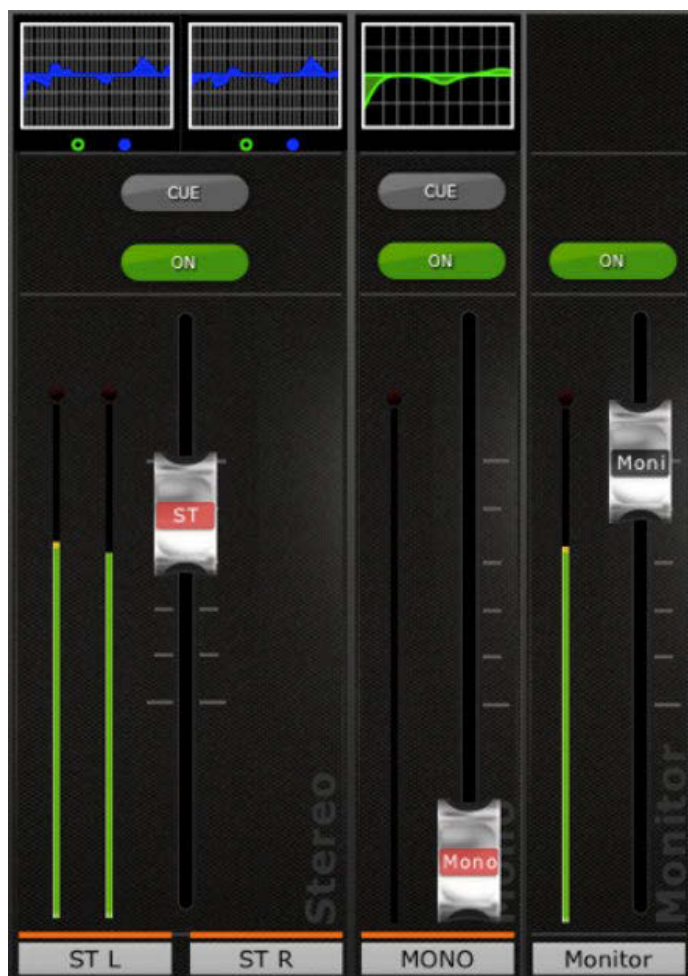 CUE
CUE
ON
ON
ON
Moni
ST
Mono
Stereo
Mono
Monitor
ST L
ST R
MONO
Monitor